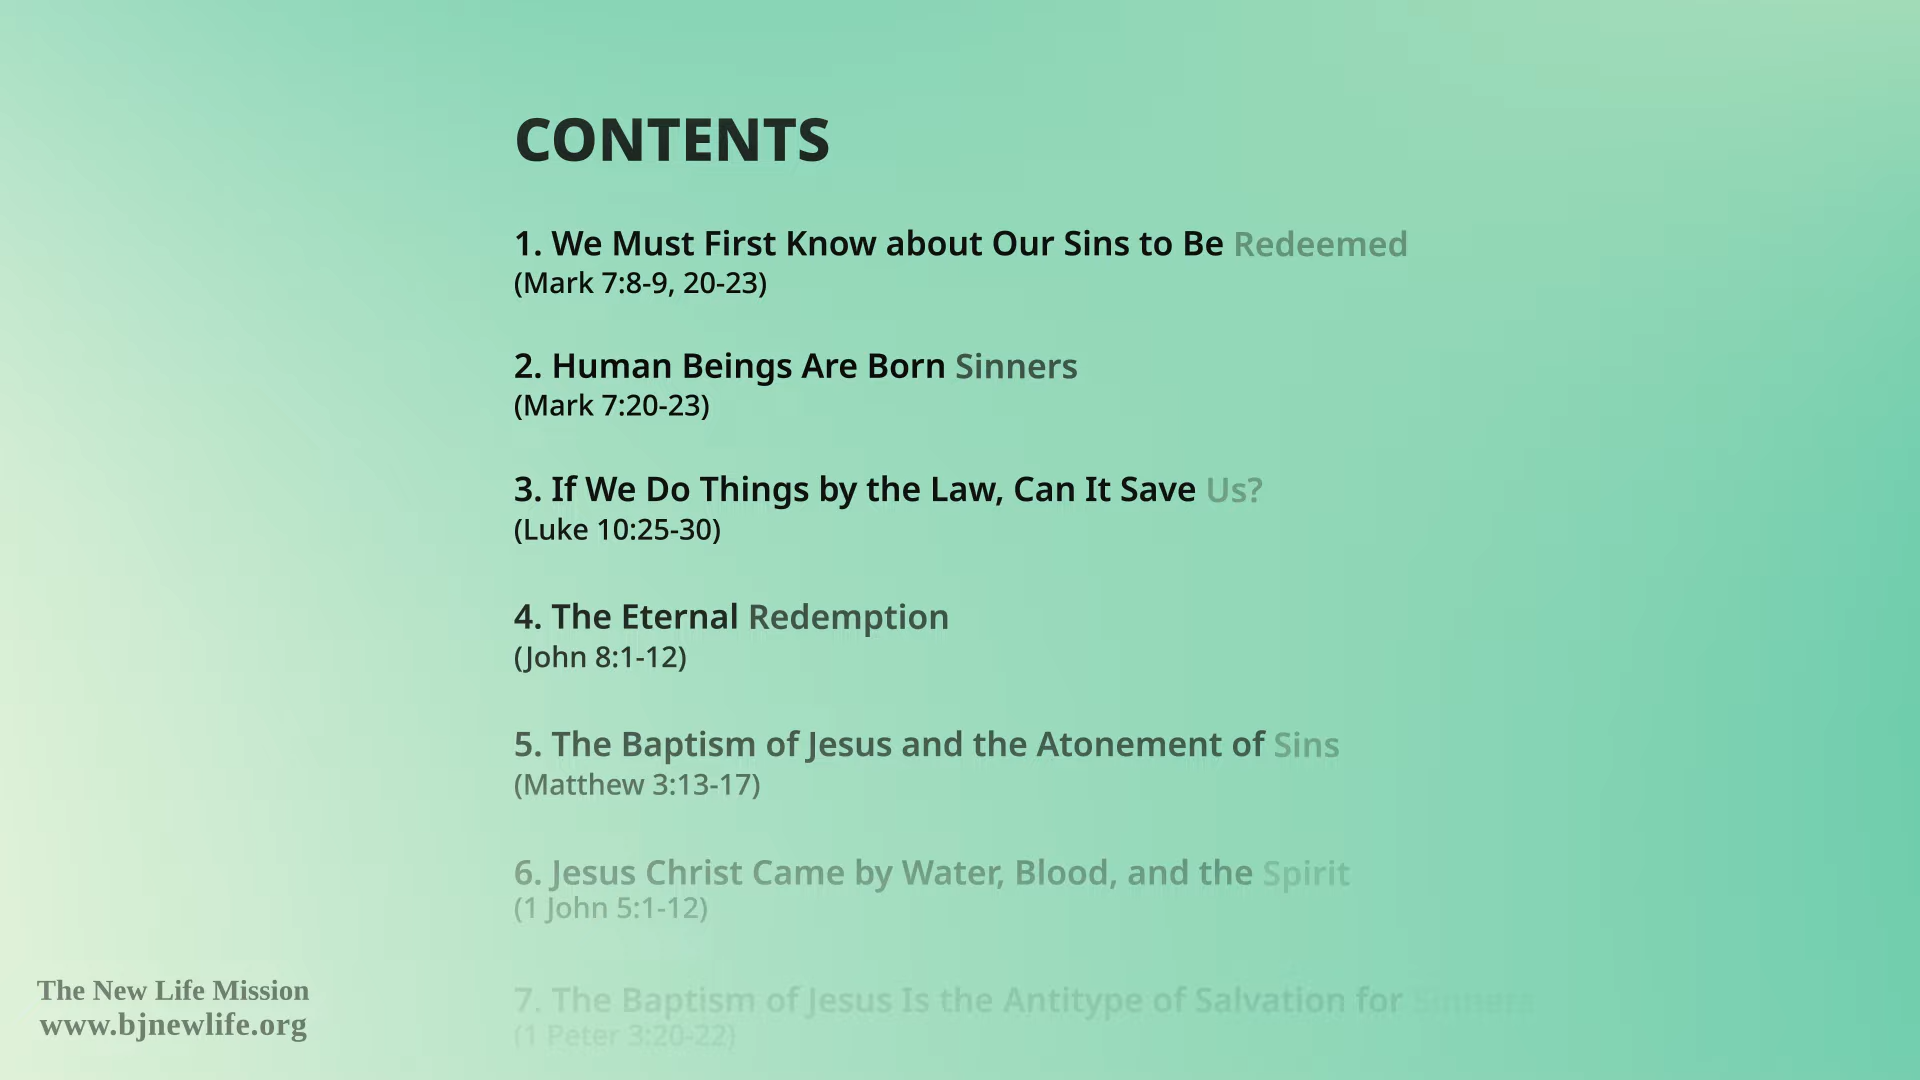 CONTENTS
1. We Must First Know about Our Sins to Be Redeemed
(Mark 7:8-9, 20-23)
2. Human Beings Are Born Sinners
(Mark 7:20-23)
3. If We Do Things by the Law, Can It Save Us?
(Luke 10:25-30)
4. The Eternal Redemption
(John 8:1-12)
5. The Baptism of Jesus and the Atonement of Sins
(Matthew 3:13-17)
6. Jesus Christ Came by Water, Blood, and the Spirit
(1 John 5:1-12)
7. The Baptism of Jesus Is the Antitype of Salvation for Sinners
(1 Peter 3:20-22)
The New Life Mission
www.bjnewlife.org